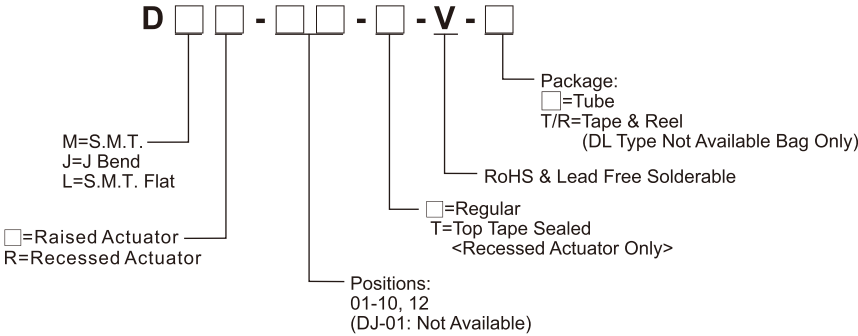 D□□-□□-□-V-□
Package:
□=Tube
T/R=Tape & Reel
(DL Type Not Available Bag Only)
M=S.M.T.
J=J Bend
L=S.M.T. Flat
RoHS & Lead Free Solderable
□=Regular
T=Top Tape Sealed
<Recessed Actuator Only>
□=Raised Actuator
R=Recessed Actuator
Positions:
01-10, 12
(DJ-01: Not Available)